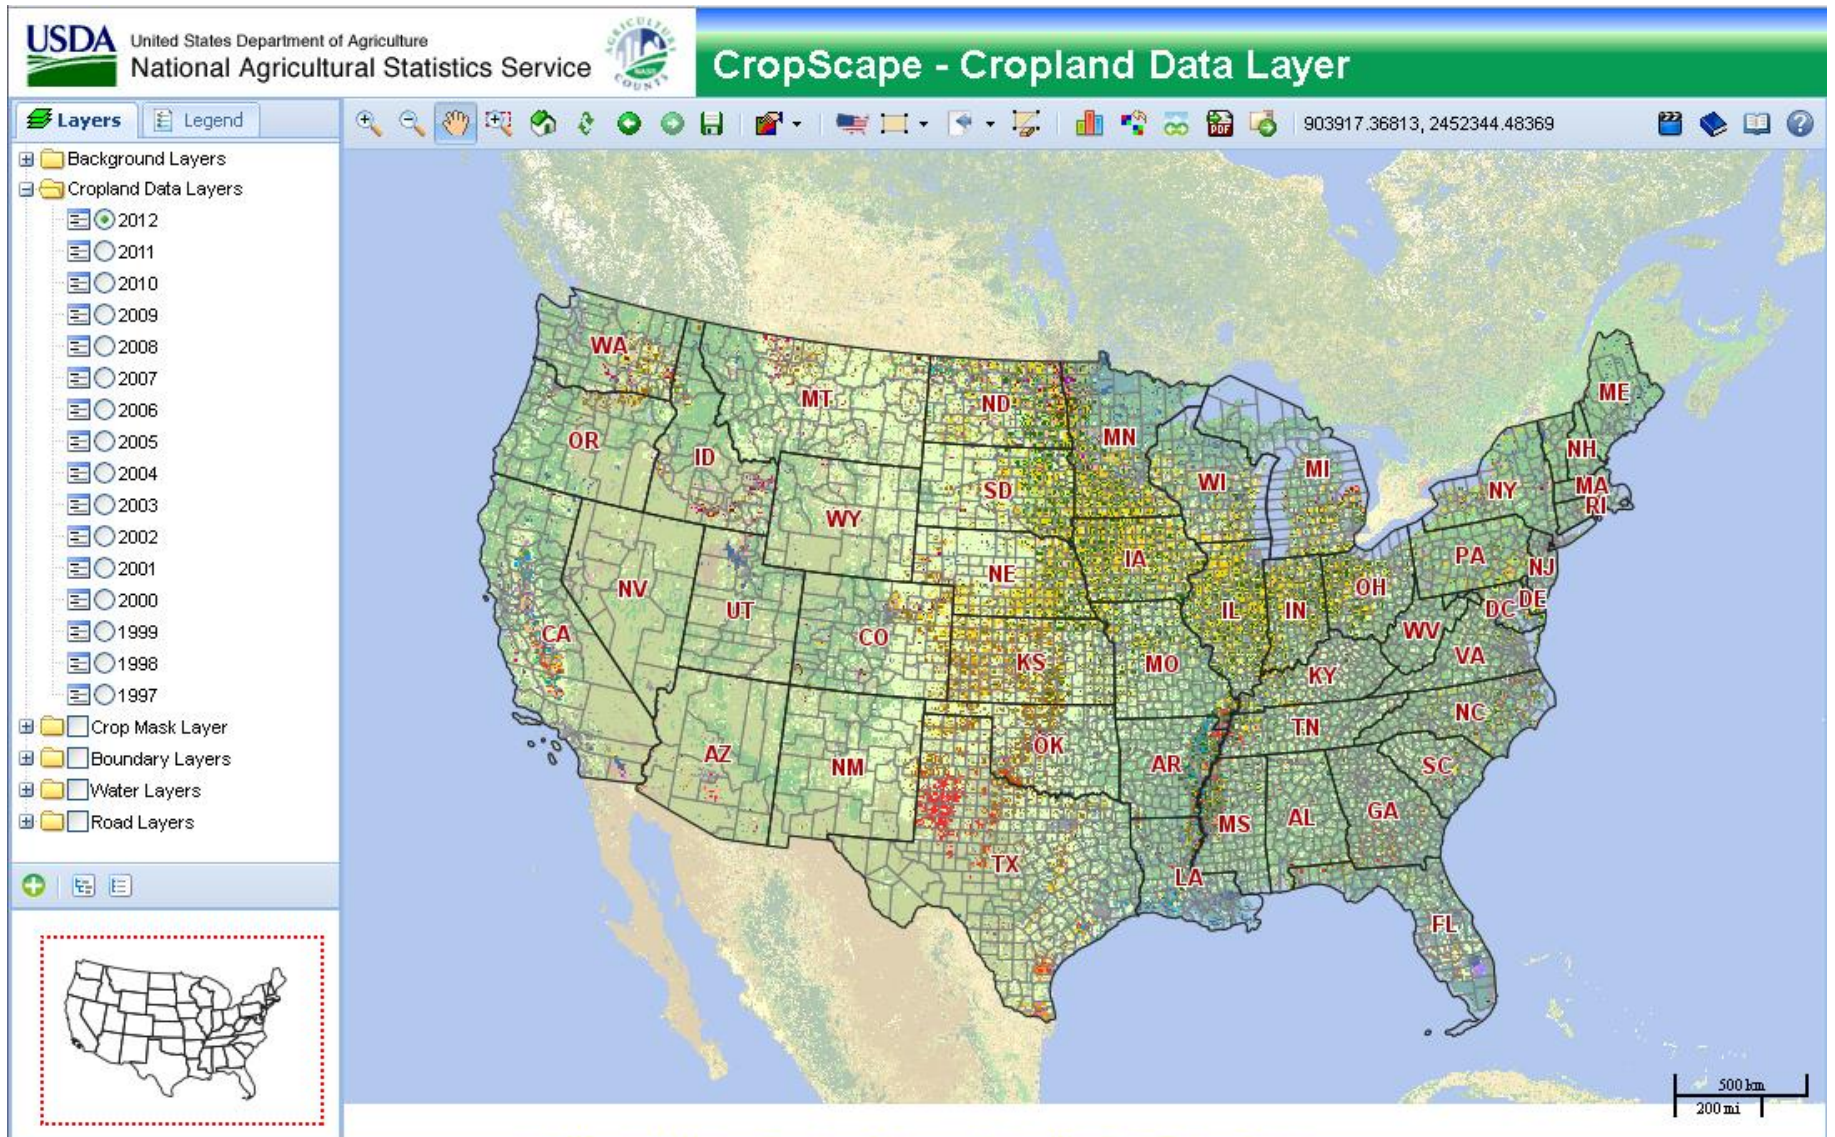 USDA
United States Department of Agriculture
National Agricultural Statistics Service
AGRICULTURE
COUNTS
NASS
CropScape - Cropland Data Layer
Layers
Legend
PDF
903917.36813, 2452344.48369
Background Layers
Cropland Data Layers
2012
2011
2010
2009
2008
2007
2006
2005
2004
2003
2002
2001
2000
1999
1998
1997
Crop Mask Layer
Boundary Layers
Water Layers
Road Layers
WA
MT
ND
MN
ME
OR
ID
SD
WI
MI
NH
NY
MA
RI
WY
NE
IA
PA
NJ
NV
UT
CO
IL
IN
OH
DE
DC
WV
CA
KS
MO
KY
VA
AZ
NM
OK
AR
TN
NC
SC
TX
LA
MS
AL
GA
FL
500 km
200 mi